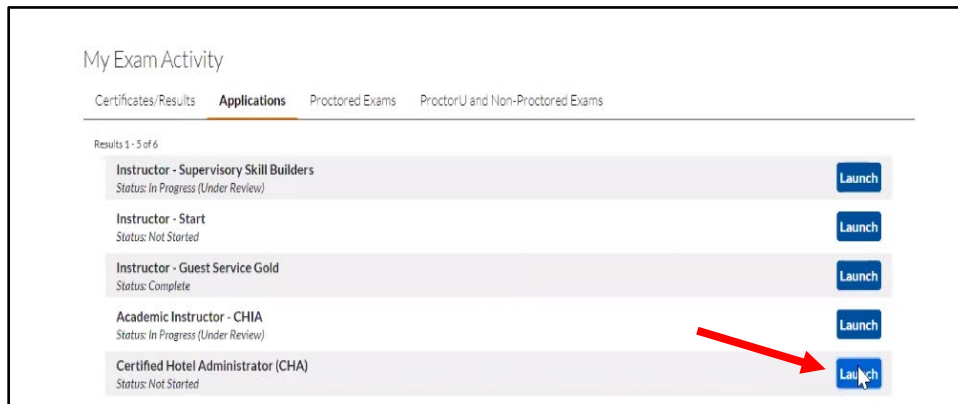 My Exam Activity
Certificates/Results Applications Proctored Exams ProctorU and Non-Proctored Exams
Results 1 - 5 of 6
Instructor - Supervisory Skill Builders
Status: In Progress (Under Review)
Launch
Instructor - Start
Status: Not Started
Launch
Instructor - Guest Service Gold
Status: Complete
Launch
Academic Instructor - CHIA
Status: In Progress (Under Review)
Launch
Certified Hotel Administrator (CHA)
Status: Not Started
Launch